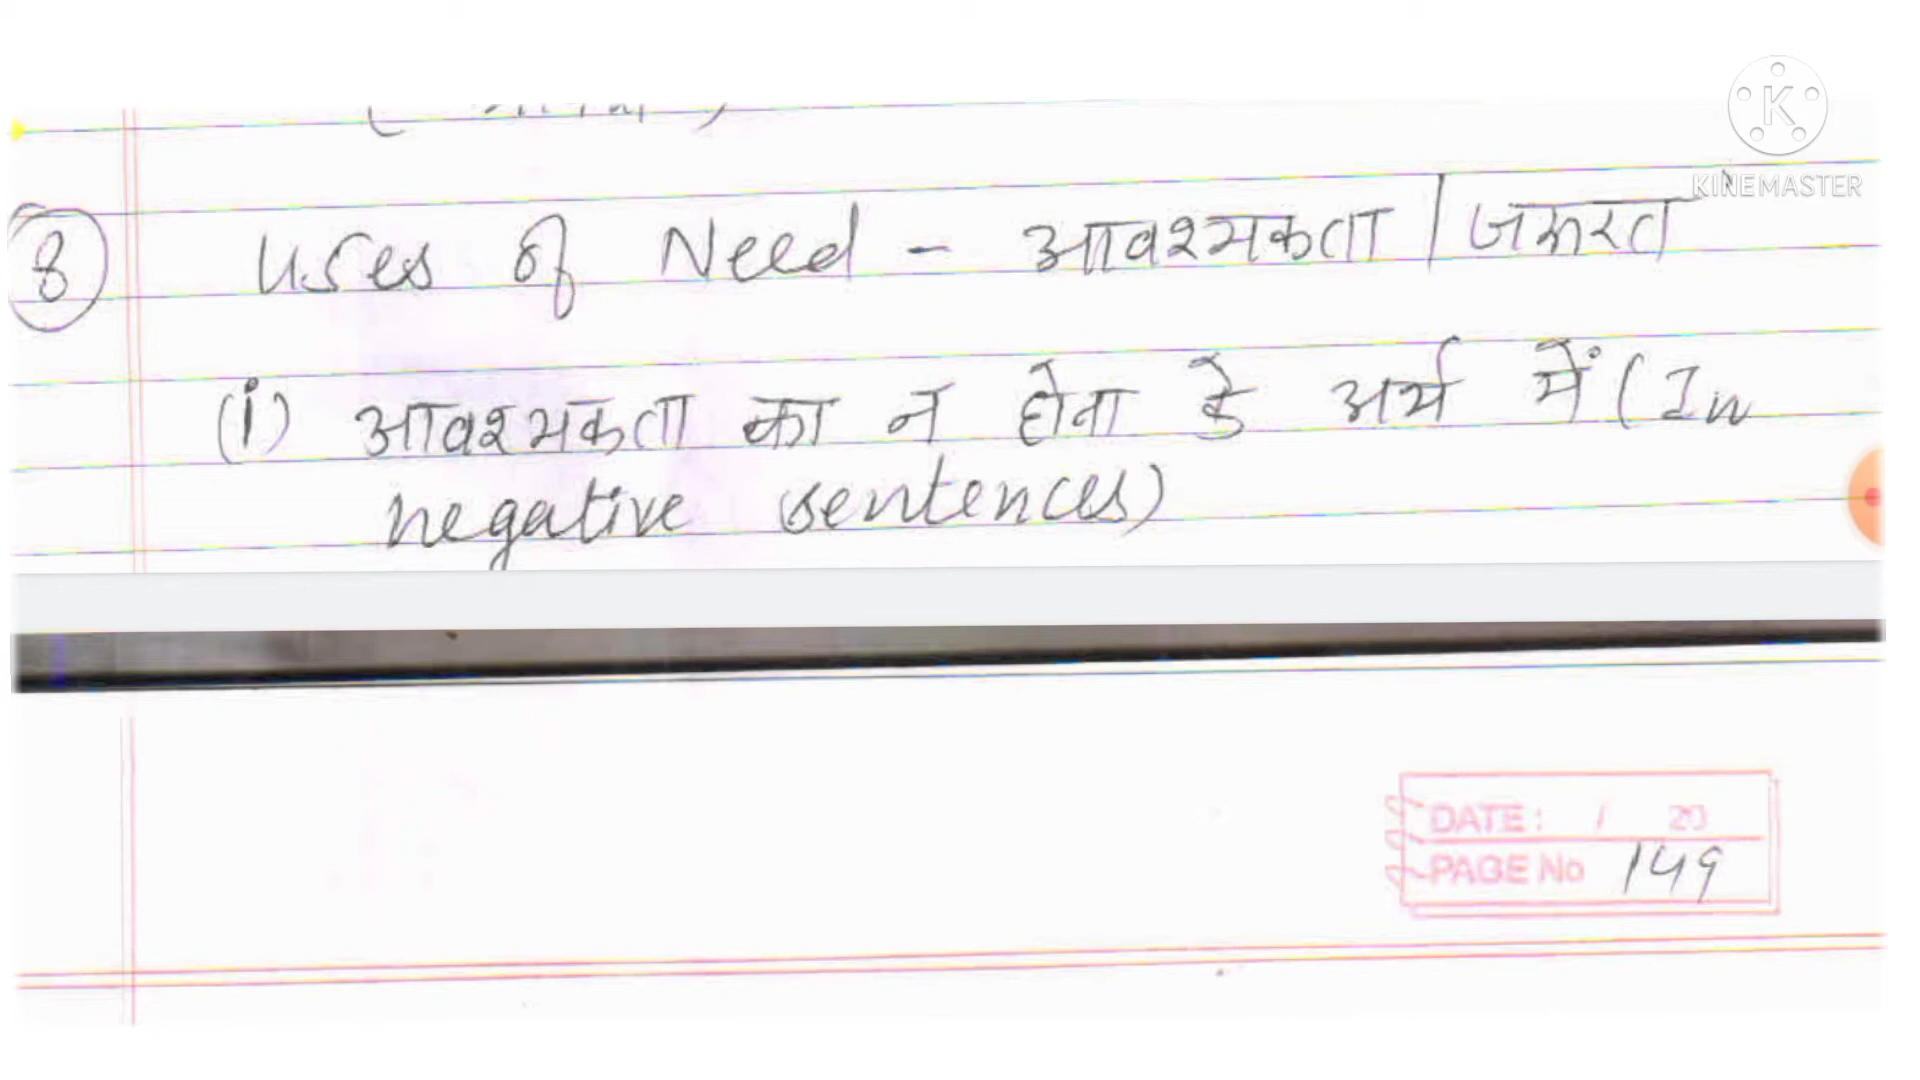 KINEMASTER
8 Uses of Need - आवश्यकता / जरूरत
(i) आवश्यकता का न होना के अर्थ में (In
negative sentences)
DATE: / 20
PAGE No 149